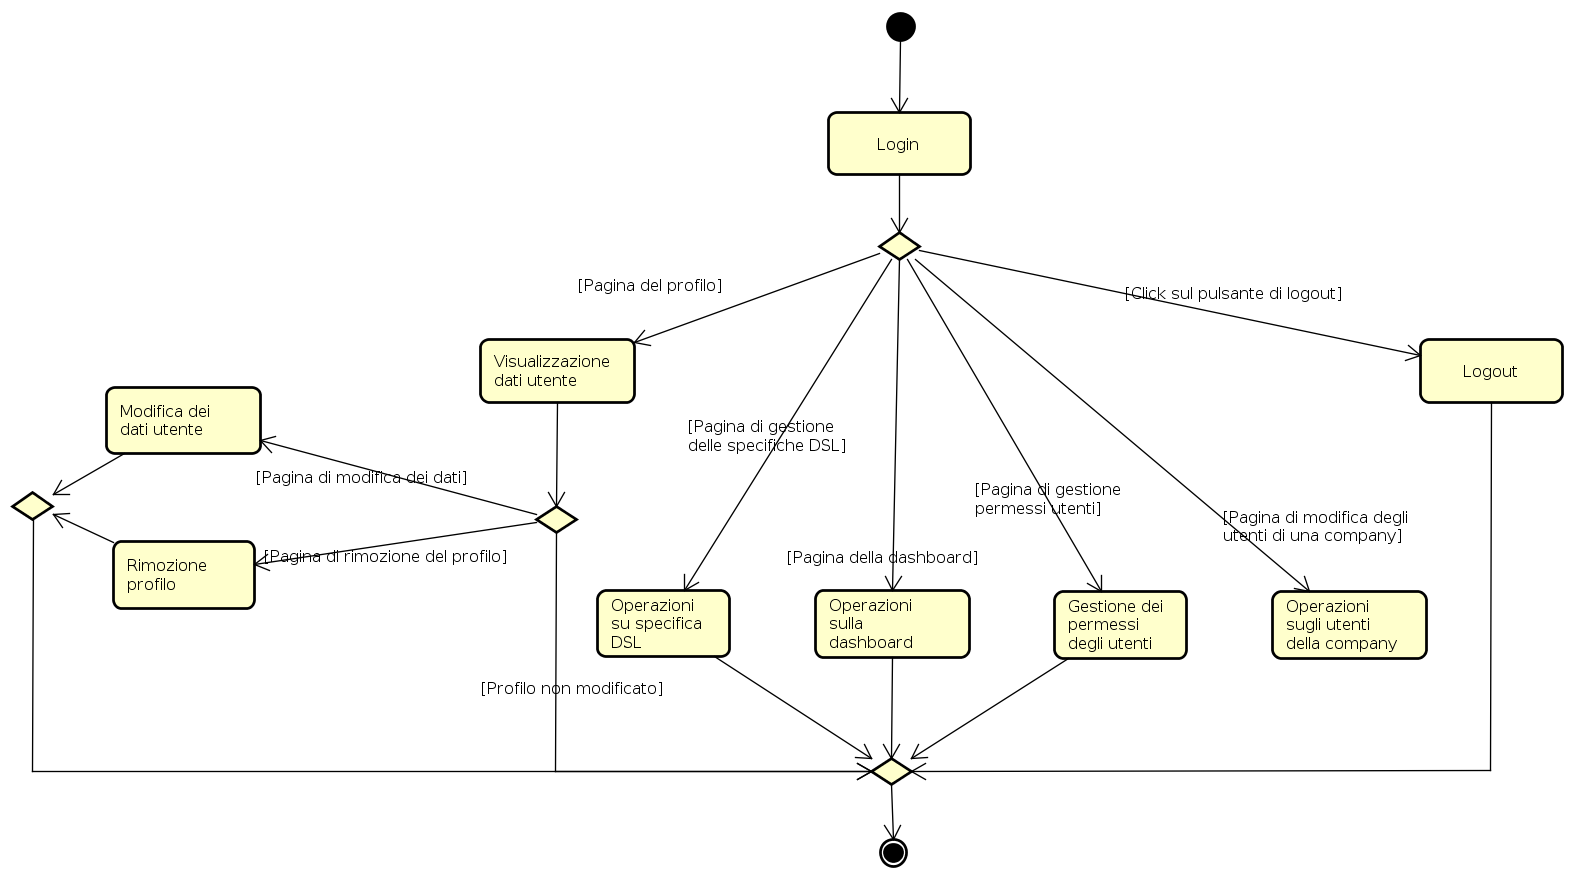 Login
[Pagina del profilo]
[Click sul pulsante di logout]
Visualizzazione
dati utente
Logout
Modifica dei
dati utente
[Pagina di gestione
delle specifiche DSL]
[Pagina di modifica dei dati]
[Pagina di gestione
permessi utenti]
[Pagina di modifica degli
utenti di una company]
[Pagina di rimozione del profilo]
[Pagina della dashboard]
Rimozione
profilo
Operazioni
su specifica
DSL
Operazioni
sulla
dashboard
Gestione dei
permessi
degli utenti
Operazioni
sugli utenti
della company
[Profilo non modificato]